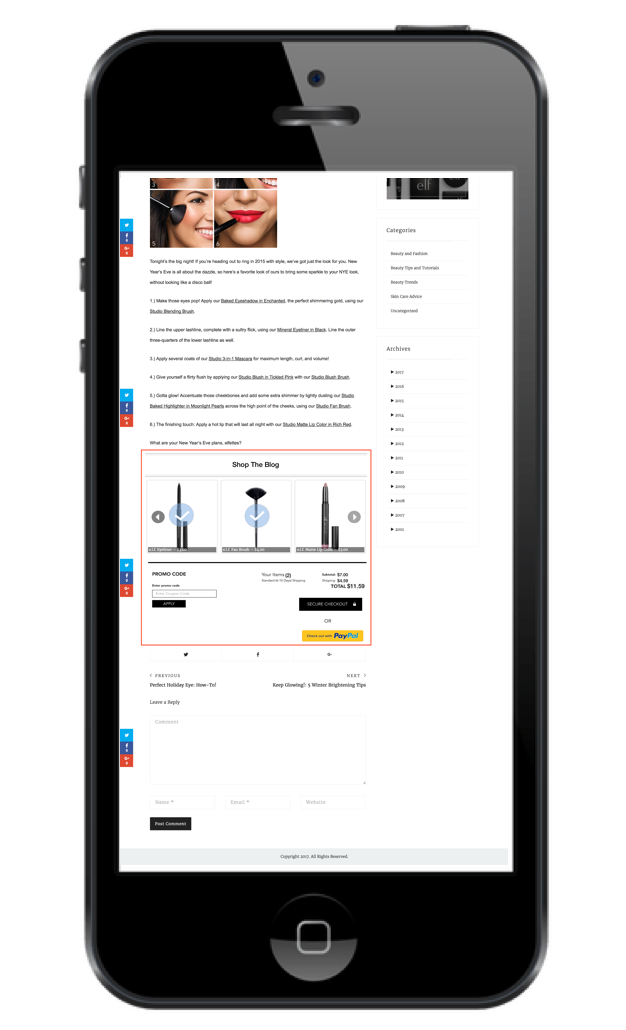 3
4
elf
5
6
0
0
Tonight's the big night! If you're heading out to ring in 2015 with style, we've got just the look for you. New
Year's Eve is all about the dazzle, so here's a favorite look of ours to bring some sparkle to your NYE look,
without looking like a disco ball!
1.) Make those eyes pop! Apply our Baked Eyeshadow in Enchanted, the perfect shimmering gold, using our
Studio Blending Brush.
2.) Line the upper lashline, complete with a sultry flick, using our Mineral Eyeliner in Black. Line the outer
three-quarters of the lower lashline as well.
3.) Apply several coats of our Studio 3-in-1 Mascara for maximum length, curl, and volume!
4.) Give yourself a flirty flush by applying our Studio Blush in Tickled Pink with our Studio Blush Brush.
5.) Gotta glow! Accentuate those cheekbones and add some extra shimmer by lightly dusting our Studio
Baked Highlighter in Moonlight Pearls across the high point of the cheeks, using our Studio Fan Brush.
6.) The finishing touch: Apply a hot lip that will last all night with our Studio Matte Lip Color in Rich Red.
What are your New Year's Eve plans, elfeties?
Categories
Beauty and Fashion
Beauty Tips and Tutorials
Beauty Trends
Skin Care Advice
Uncategorized
Archives
2017
2016
2015
2014
2013
2012
2011
2010
2009
2008
2007
2001
0
0
Shop The Blog
e.l.f. Eyeliner
e.l.f. Fan Brush
e.l.f. Matte Lip Color
PROMO CODE
Enter promo code
Enter Coupon Code
APPLY
Your Items (2)
Standard (6-10 Days) Shipping
Subtotal: $7.00
Shipping: $4.59
TOTAL $11.59
SECURE CHECKOUT
OR
Check out with PayPal
0
0
G+
PREVIOUS
Perfect Holiday Eye: How-To!
NEXT
Keep Glowing!: 5 Winter Brightening Tips
Leave a Reply
Comment
Name *
Email *
Website
Post Comment
0
0
Copyright 2017. All Rights Reserved.